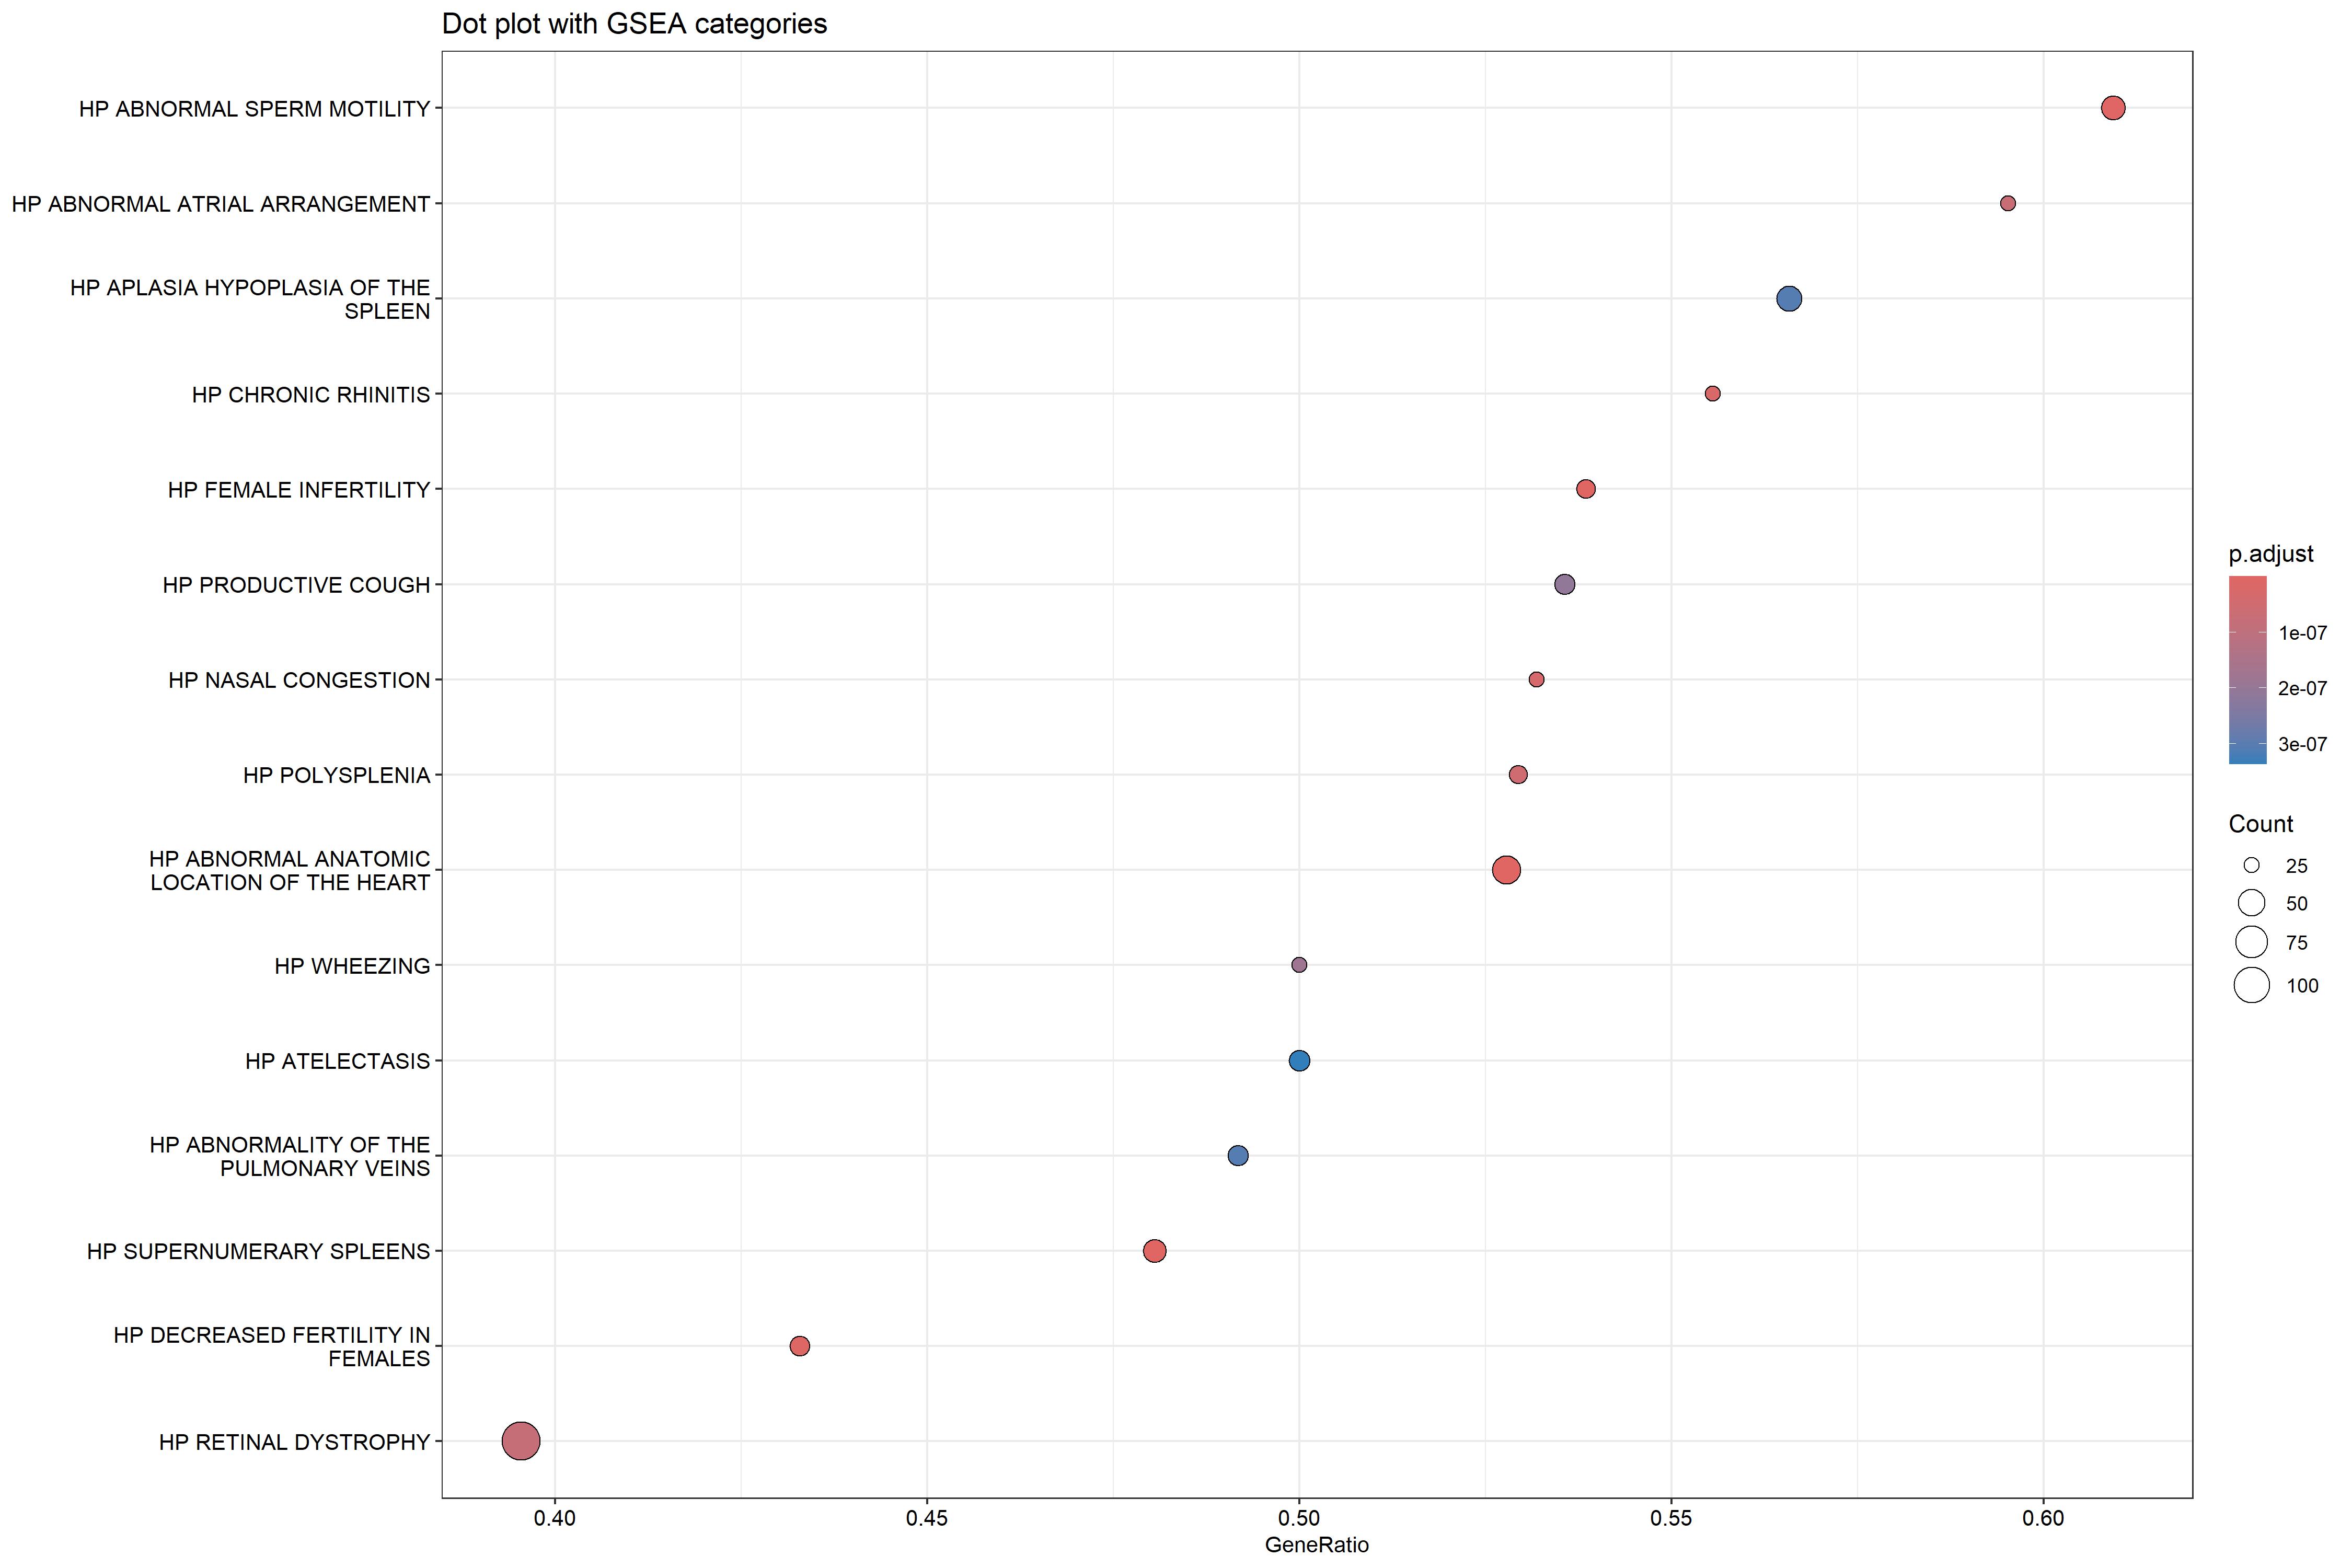 Dot plot with GSEA categories
HP ABNORMAL SPERM MOTILITY
HP ABNORMAL ATRIAL ARRANGEMENT
HP APLASIA HYPOPLASIA OF THE
SPLEEN
HP CHRONIC RHINITIS
HP FEMALE INFERTILITY
HP PRODUCTIVE COUGH
HP NASAL CONGESTION
HP POLYSPLENIA
HP ABNORMAL ANATOMIC
LOCATION OF THE HEART
HP WHEEZING
HP ATELECTASIS
HP ABNORMALITY OF THE
PULMONARY VEINS
HP SUPERNUMERARY SPLEENS
HP DECREASED FERTILITY IN
FEMALES
HP RETINAL DYSTROPHY
0.40 0.45 0.50 0.55 0.60
GeneRatio
p.adjust
1e-07
2e-07
3e-07
Count
25
50
75
100